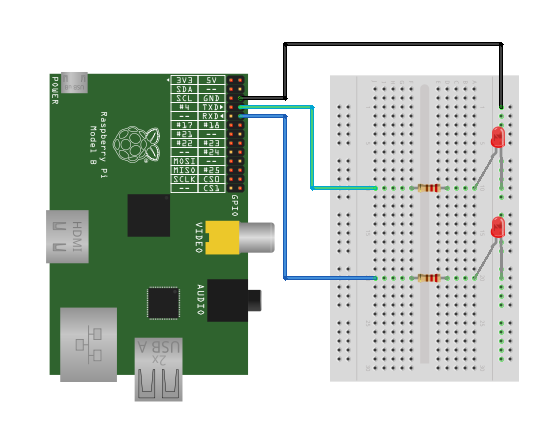 POWER
3V3 5V
SDA --
SCL GND
#4 TXD
-- RXD
#17 #18
#21 --
#22 #23
-- #24
MOSI --
MISO #25
SCLK CS0
-- CS1
GPIO
Raspberry Pi
Model B
HDMI
VIDEO
AUDIO
2x
USB A